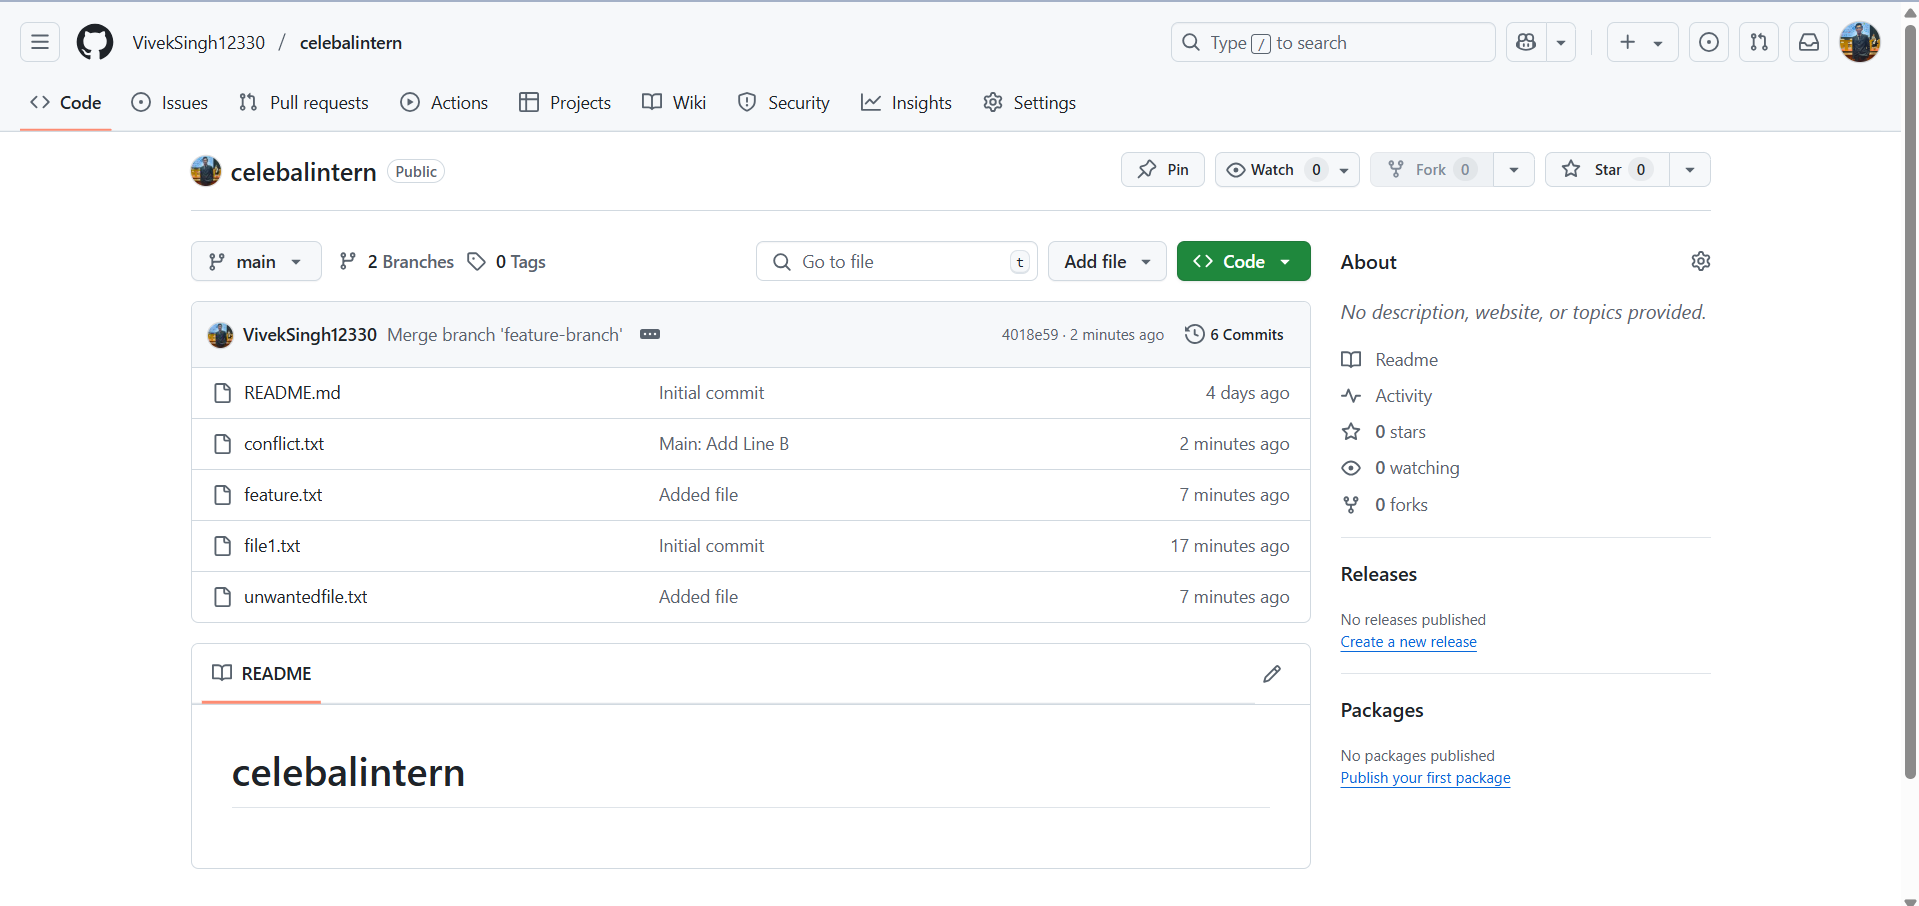 VivekSingh12330 / celebalintern
Type / to search
Code Issues Pull requests Actions Projects Wiki Security Insights Settings
celebalintern Public
Pin Watch 0 Fork 0 Star 0
main 2 Branches 0 Tags
Go to file t Add file Code
VivekSingh12330 Merge branch 'feature-branch' 4018e59 · 2 minutes ago 6 Commits
README.md Initial commit 4 days ago
conflict.txt Main: Add Line B 2 minutes ago
feature.txt Added file 7 minutes ago
file1.txt Initial commit 17 minutes ago
unwantedfile.txt Added file 7 minutes ago
README
celebalintern
About
No description, website, or topics provided.
Readme
Activity
0 stars
0 watching
0 forks
Releases
No releases published
Create a new release
Packages
No packages published
Publish your first package